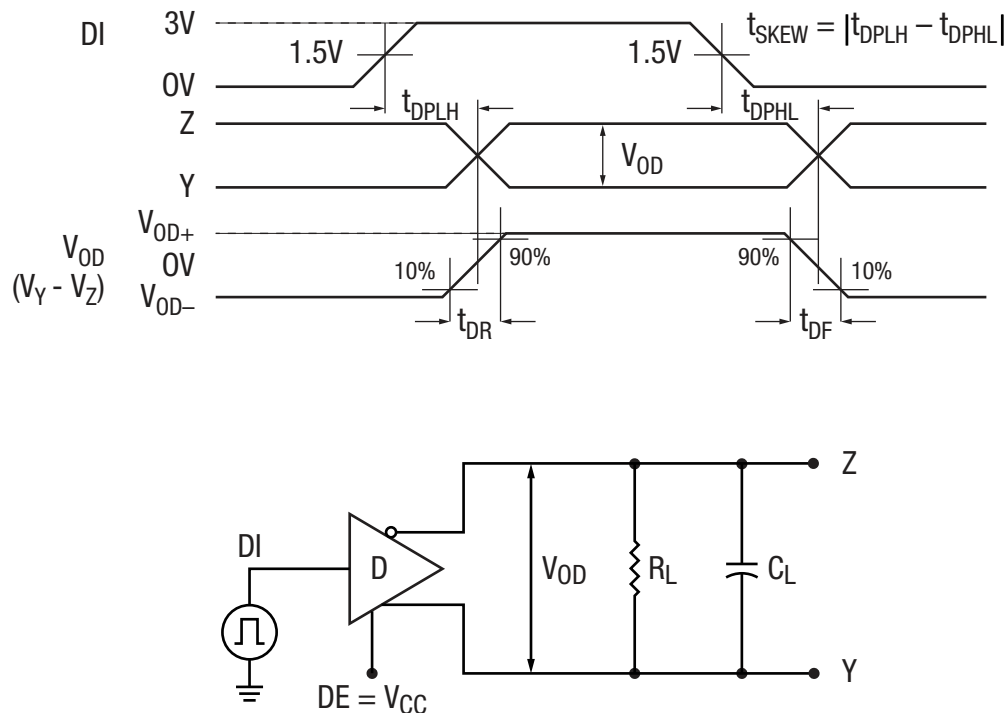 DI
3V
1.5V
0V
1.5V
tSKEW = |tDPLH – tDPHL|
tDPLH
tDPHL
Z
Y
VOD
VOD
(VY - VZ)
VOD+
0V
VOD–
10%
90%
90%
10%
tDR
tDF
DI
D
DE = VCC
VOD
RL
CL
Z
Y